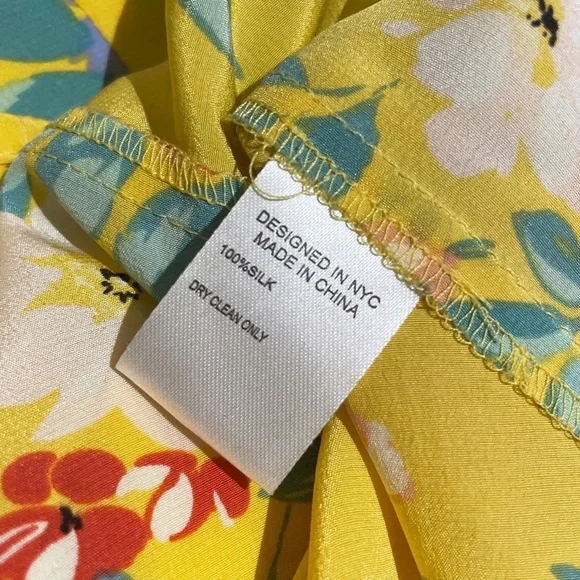 DESIGNED IN NYC
MADE IN CHINA
100%SILK
DRY CLEAN ONLY